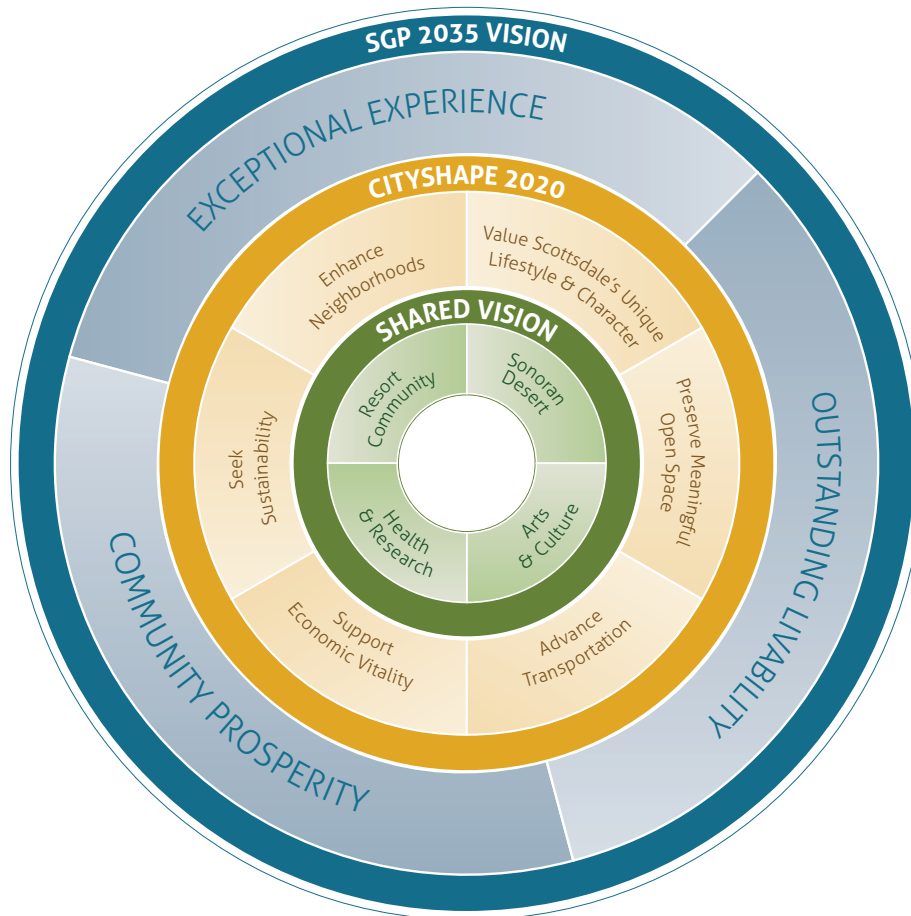 SGP 2035 VISION
EXCEPTIONAL EXPERIENCE
OUTSTANDING LIVABILITY
COMMUNITY PROSPERITY
CITYSHAPE 2020
Value Scottsdale's Unique
Lifestyle & Character
Preserve Meaningful
Open Space
Advance
Transportation
Support
Economic Vitality
Seek
Sustainability
Enhance
Neighborhoods
SHARED VISION
Sonoran
Desert
Arts
& Culture
Health
& Research
Resort
Community